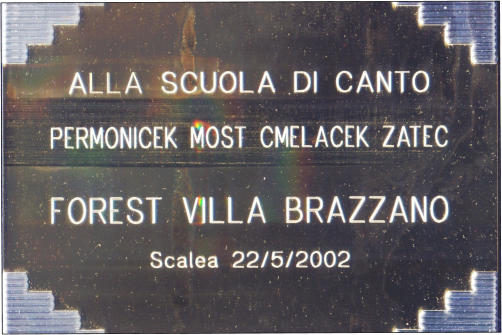 ALLA SCUOLA DI CANTO
PERMONICEK MOST CMELACEK ZATEC
FOREST VILLA BRAZZANO
Scalea 22/5/2002